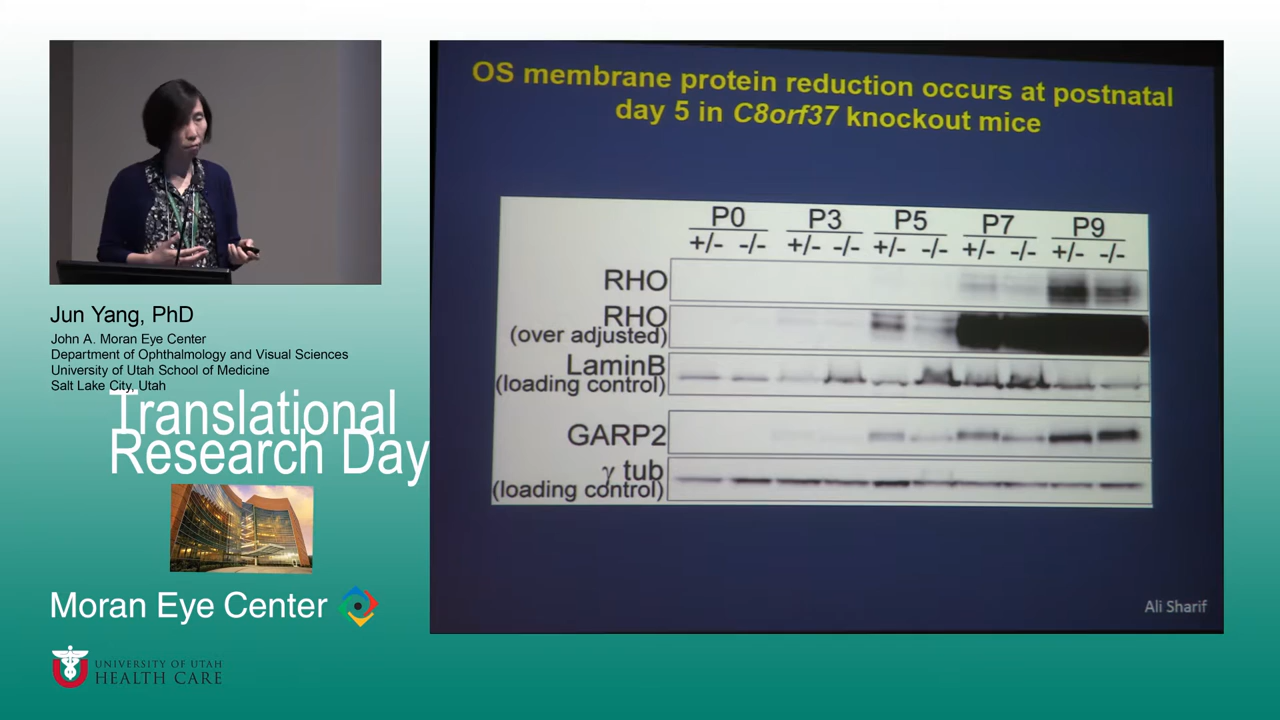 Jun Yang, PhD
John A. Moran Eye Center
Department of Ophthalmology and Visual Sciences
University of Utah School of Medicine
Salt Lake City, Utah
Translational
Research Day
Moran Eye Center
UNIVERSITY OF UTAH
HEALTH CARE
OS membrane protein reduction occurs at postnatal
day 5 in C8orf37 knockout mice
P0 P3 P5 P7 P9
+/- -/- +/- -/- +/- -/- +/- -/- +/- -/-
RHO
RHO
(over adjusted)
LaminB
(loading control)
GARP2
γ tub
(loading control)
Ali Sharif